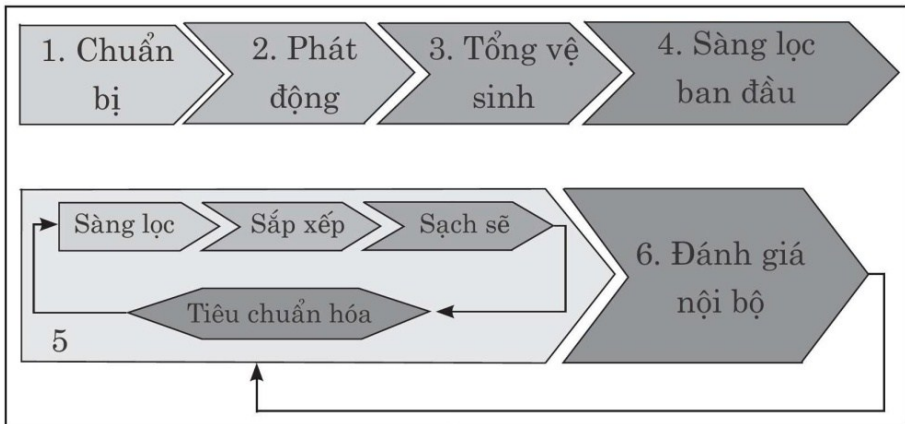 1. Chuẩn
bị
2. Phát
động
3. Tổng vệ
sinh
4. Sàng lọc
ban đầu
Sàng lọc
Sắp xếp
Sạch sẽ
Tiêu chuẩn hóa
5
6. Đánh giá
nội bộ